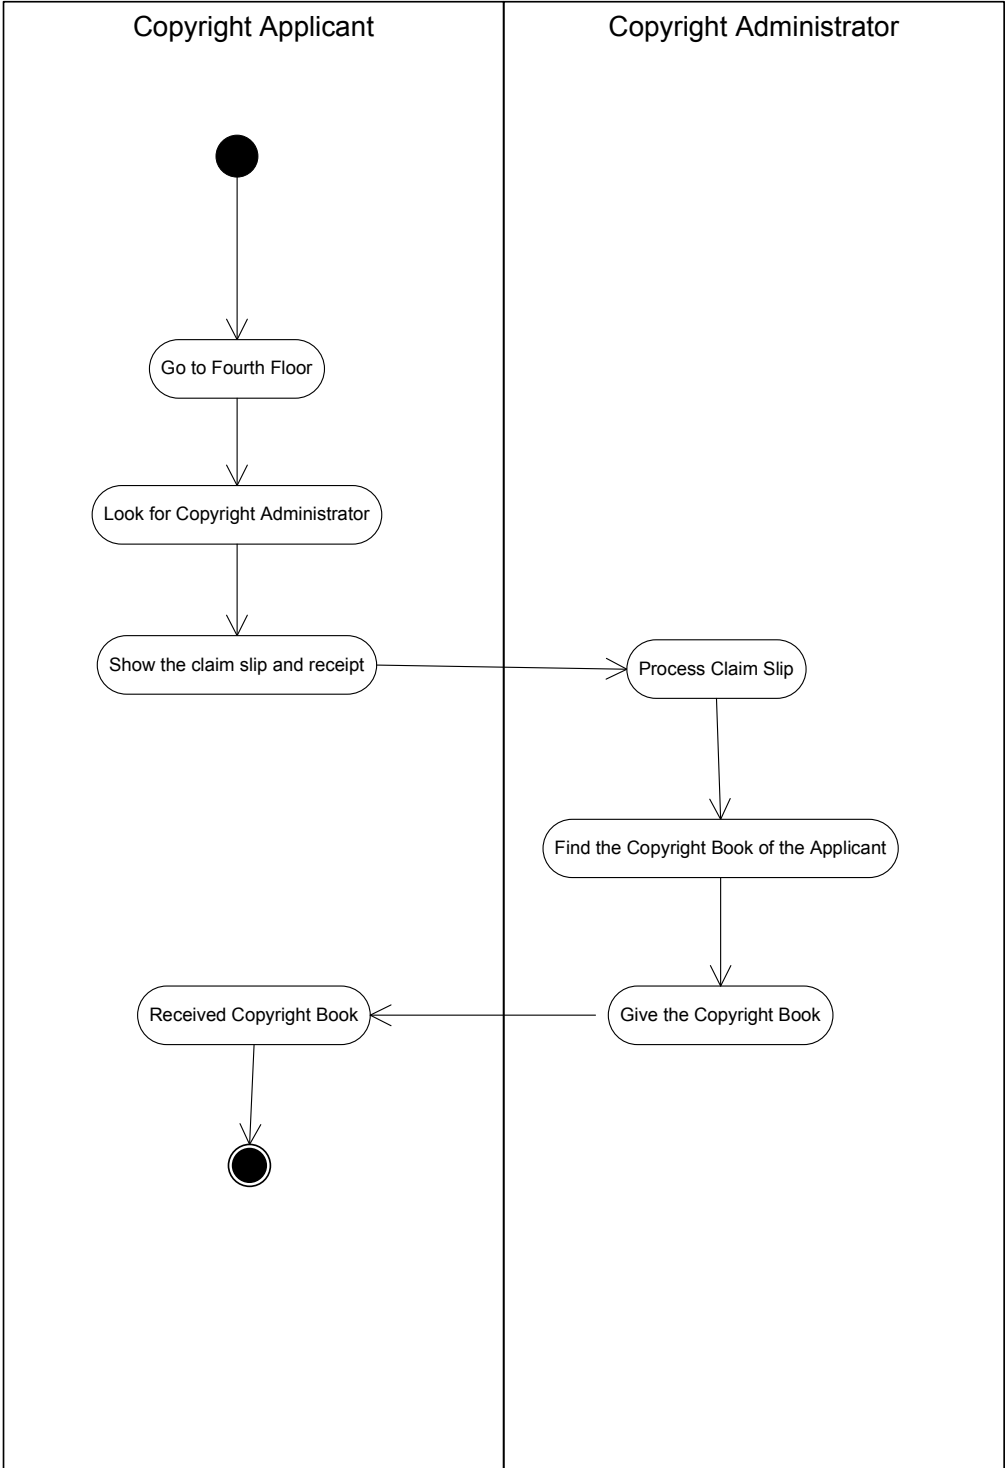 Copyright Applicant
Copyright Administrator
Go to Fourth Floor
Look for Copyright Administrator
Show the claim slip and receipt
Process Claim Slip
Find the Copyright Book of the Applicant
Give the Copyright Book
Received Copyright Book